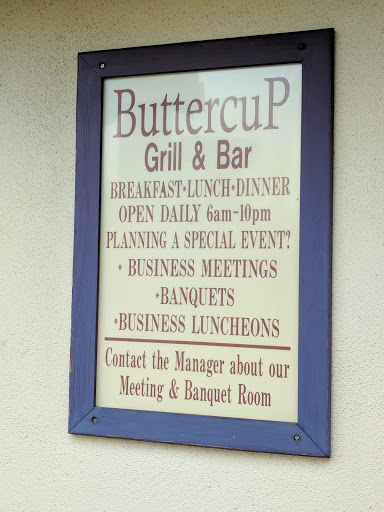 ButtercuP
Grill & Bar
BREAKFAST•LUNCH•DINNER
OPEN DAILY 6am-10pm
PLANNING A SPECIAL EVENT?
• BUSINESS MEETINGS
•BANQUETS
•BUSINESS LUNCHEONS
Contact the Manager about our
Meeting & Banquet Room